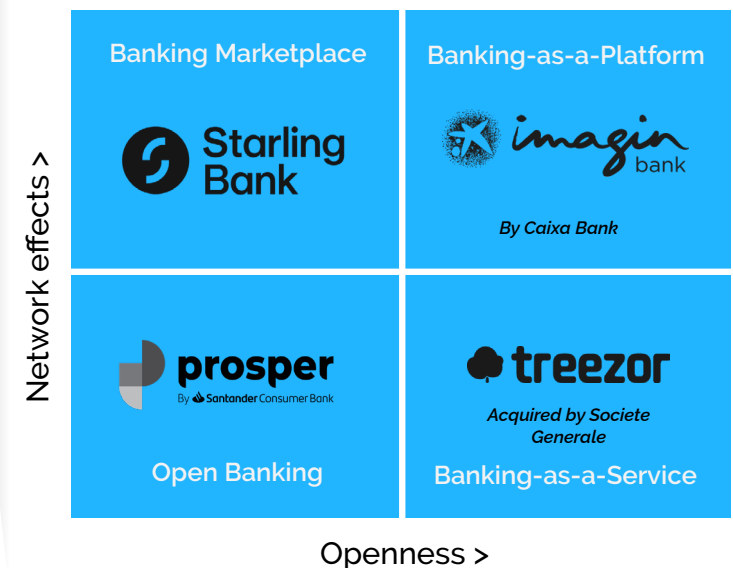 Banking Marketplace
Starling
Bank
Banking-as-a-Platform
imagin
bank
By Caixa Bank
Network effects >
prosper
By Santander Consumer Bank
Open Banking
treezor
Acquired by Societe
Generale
Banking-as-a-Service
Openness >